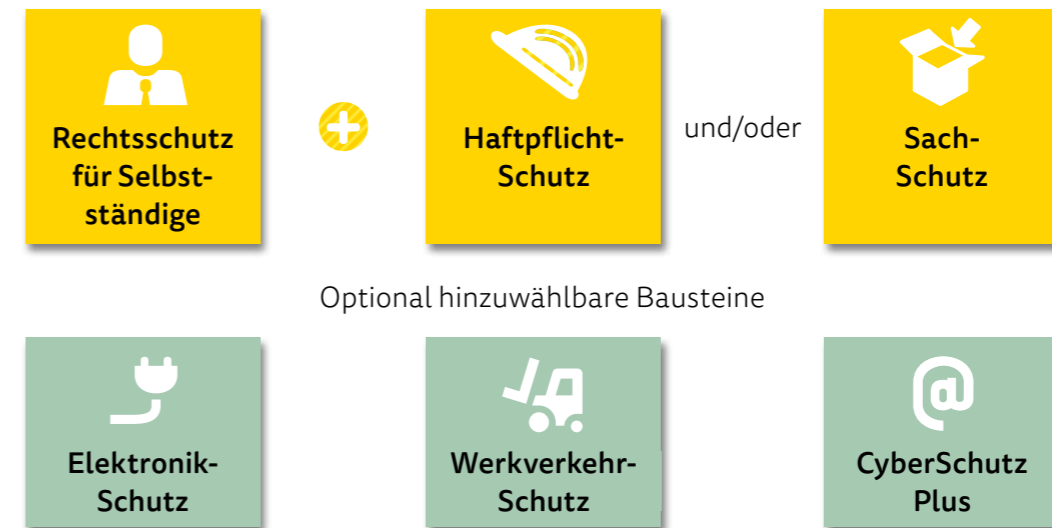 Rechtsschutz
für Selbst-
ständige
Haftpflicht-
Schutz
und/oder
Sach-
Schutz
Optional hinzuwählbare Bausteine
Elektronik-
Schutz
Werkverkehr-
Schutz
@
CyberSchutz
Plus